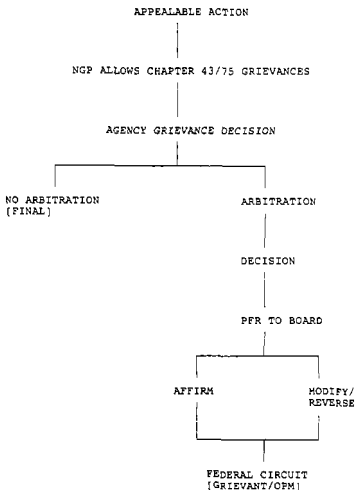 APPEALABLE ACTION
NGP ALLOWS CHAPTER 43/75 GRIEVANCES
AGENCY GRIEVANCE DECISION
NO ARBITRATION
[FINAL]
ARBITRATION
DECISION
PFR TO BOARD
AFFIRM
MODIFY/
REVERSE
FEDERAL CIRCUIT
[GRIEVANT/OPM]